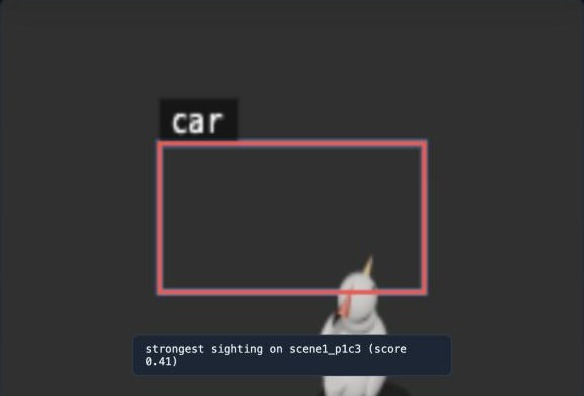 car
strongest sighting on scene1_p1c3 (score
0.41)